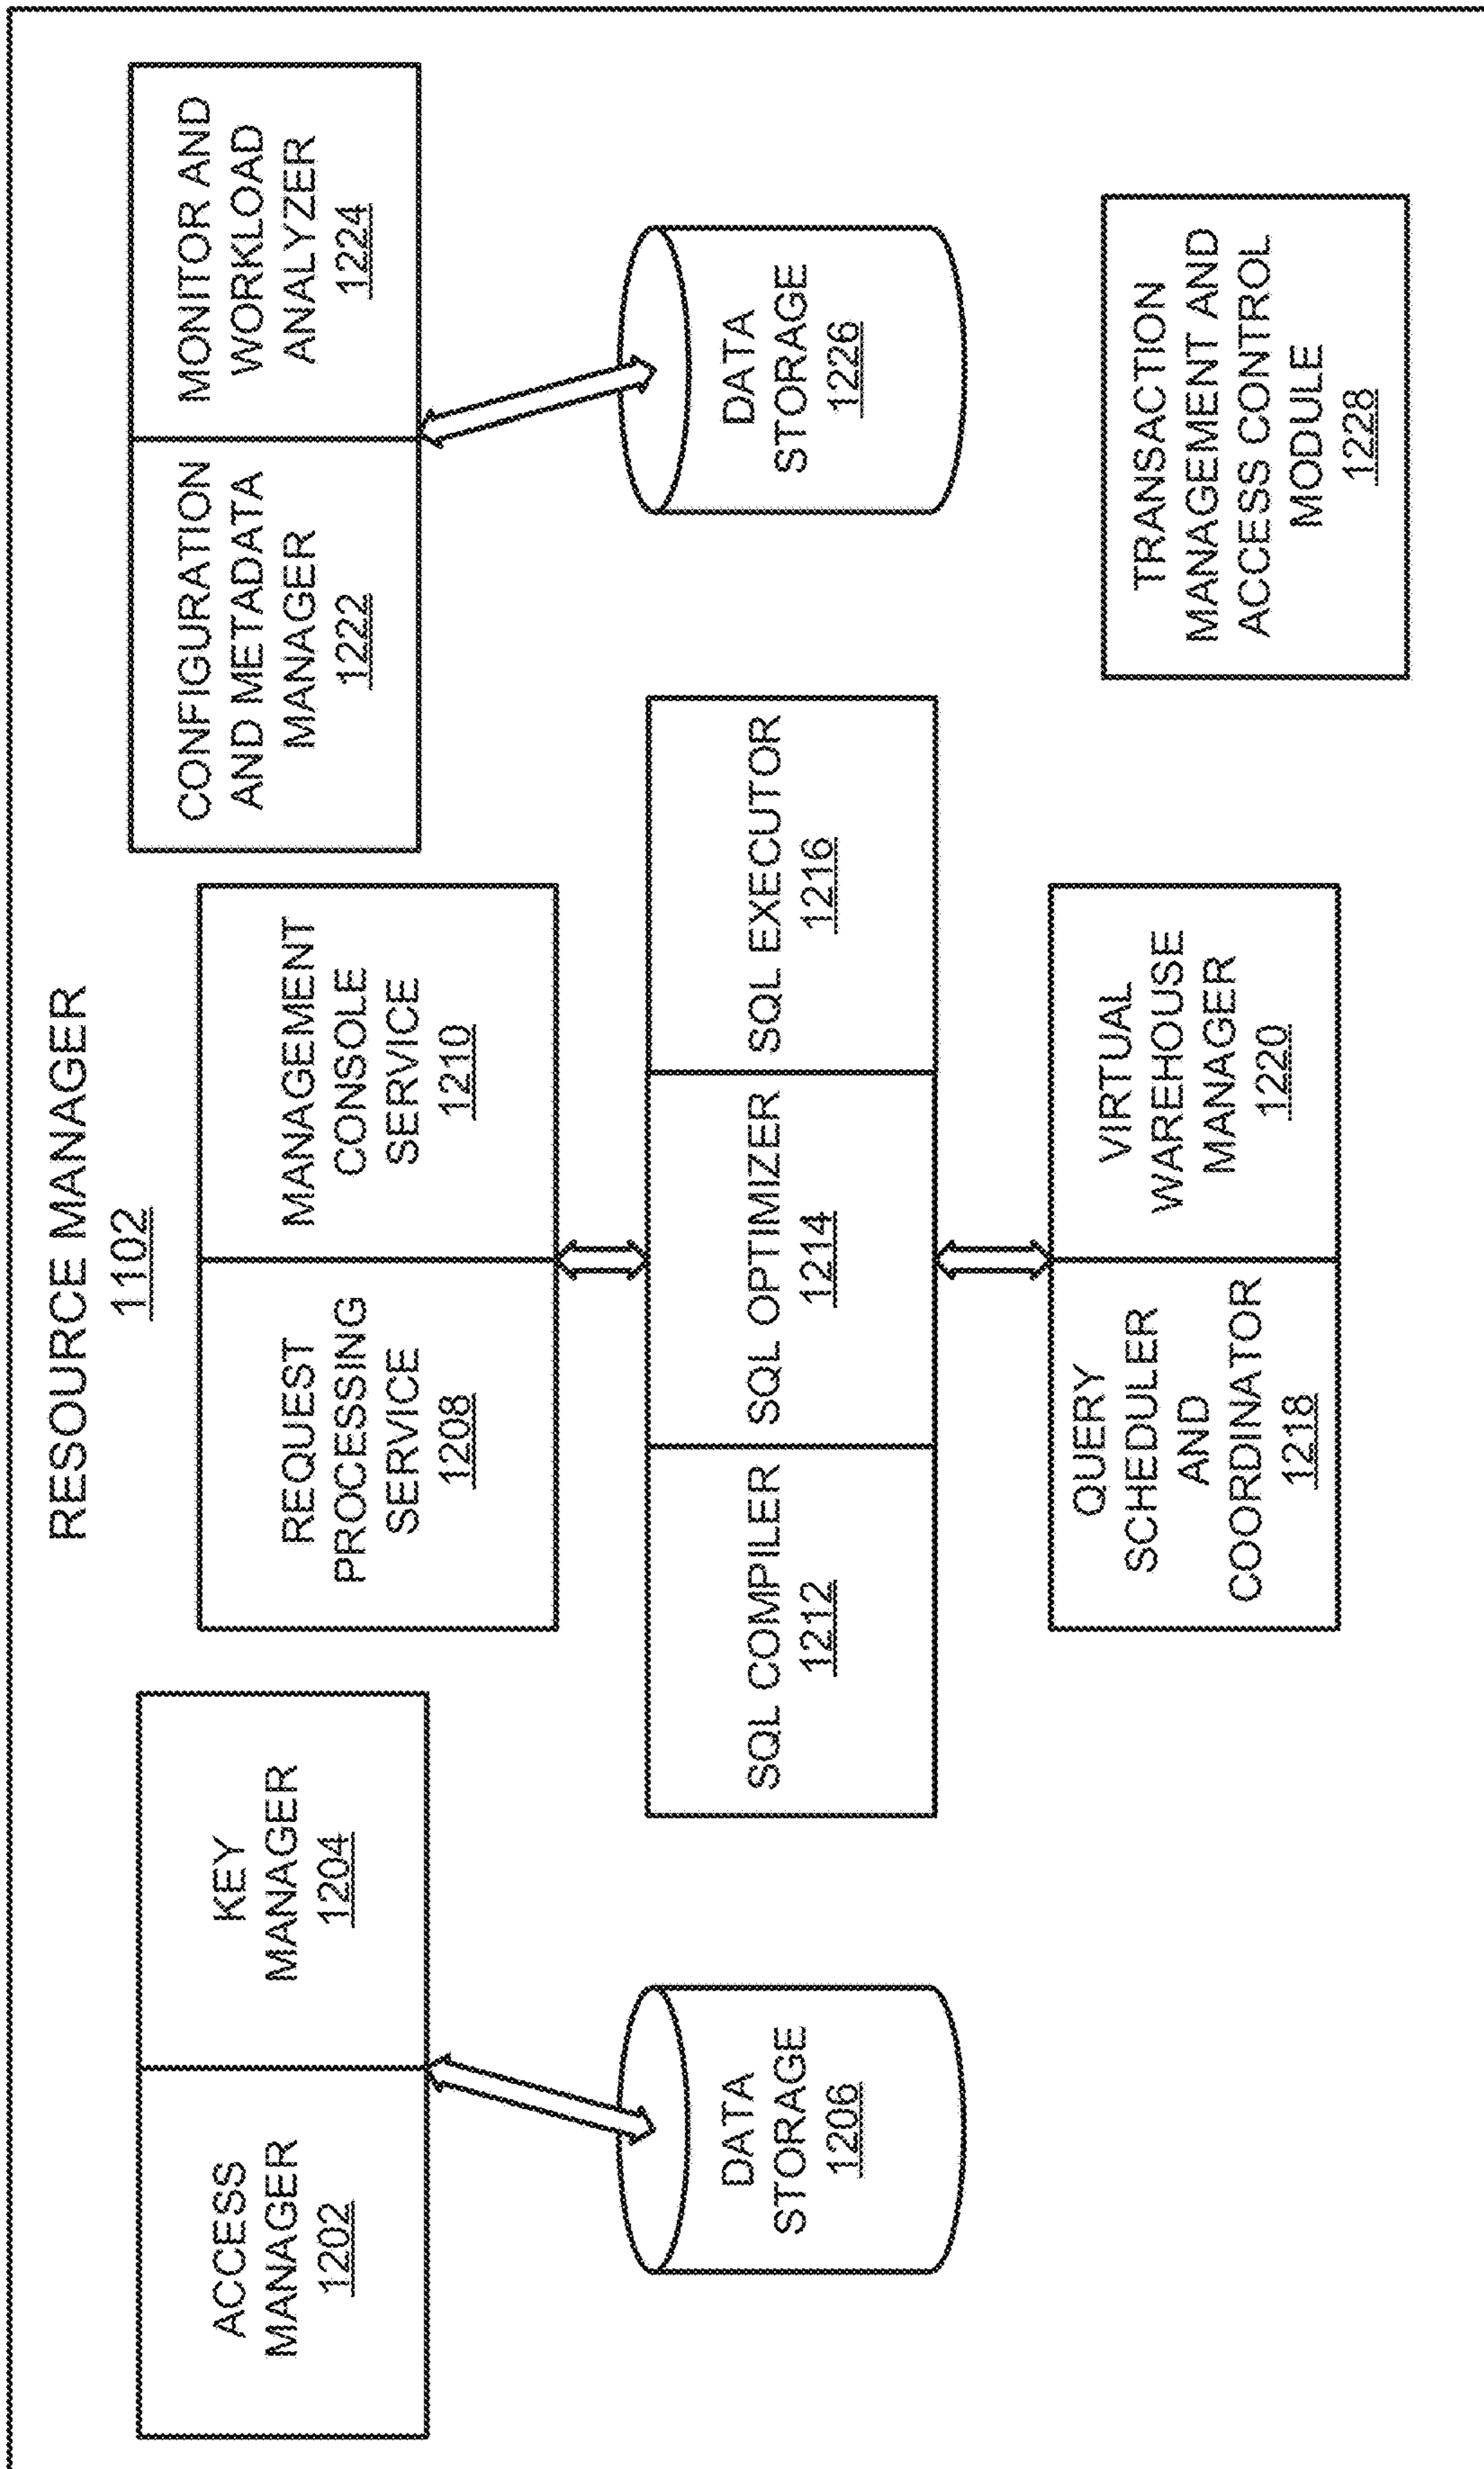 RESOURCE MANAGER
1102
ACCESS
MANAGER
1202
KEY
MANAGER
1204
DATA
STORAGE
1206
REQUEST
PROCESSING
SERVICE
1208
MANAGEMENT
CONSOLE
SERVICE
1210
SQL COMPILER
1212
SQL OPTIMIZER
1214
SQL EXECUTOR
1216
QUERY
SCHEDULER
AND
COORDINATOR
1218
VIRTUAL
WAREHOUSE
MANAGER
1220
CONFIGURATION
AND METADATA
MANAGER
1222
MONITOR AND
WORKLOAD
ANALYZER
1224
DATA
STORAGE
1226
TRANSACTION
MANAGEMENT AND
ACCESS CONTROL
MODULE
1228